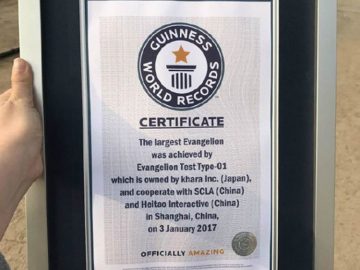 GUINNESS
WORLD RECORDS
CERTIFICATE
The largest Evangelion
was achieved by
Evangelion Test Type-01
which is owned by khara Inc. (Japan),
and cooperate with SCLA (China)
and Heitao Interactive (China)
in Shanghai, China,
on 3 January 2017
OFFICIALLY AMAZING